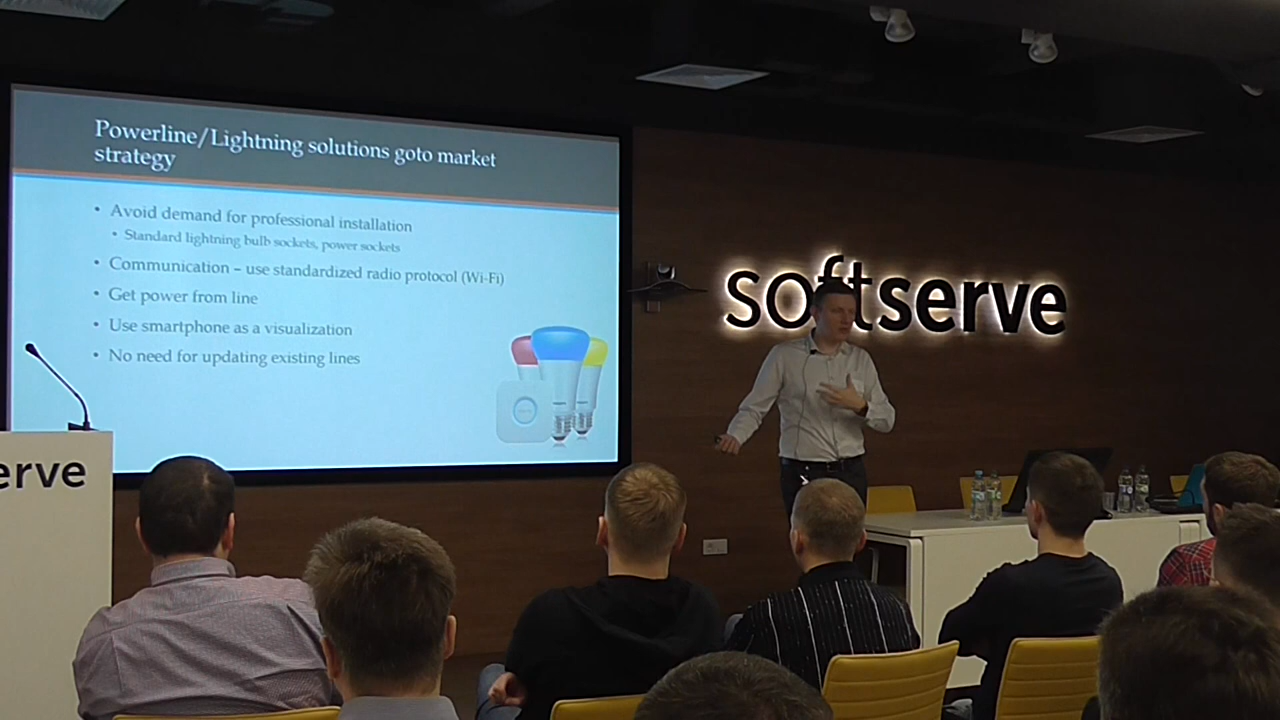 Powerline/Lightning solutions goto market
strategy
• Avoid demand for professional installation
• Standard lightning bulb sockets, power sockets
• Communication – use standardized radio protocol (Wi-Fi)
• Get power from line
• Use smartphone as a visualization
• No need for updating existing lines
softserve
erve